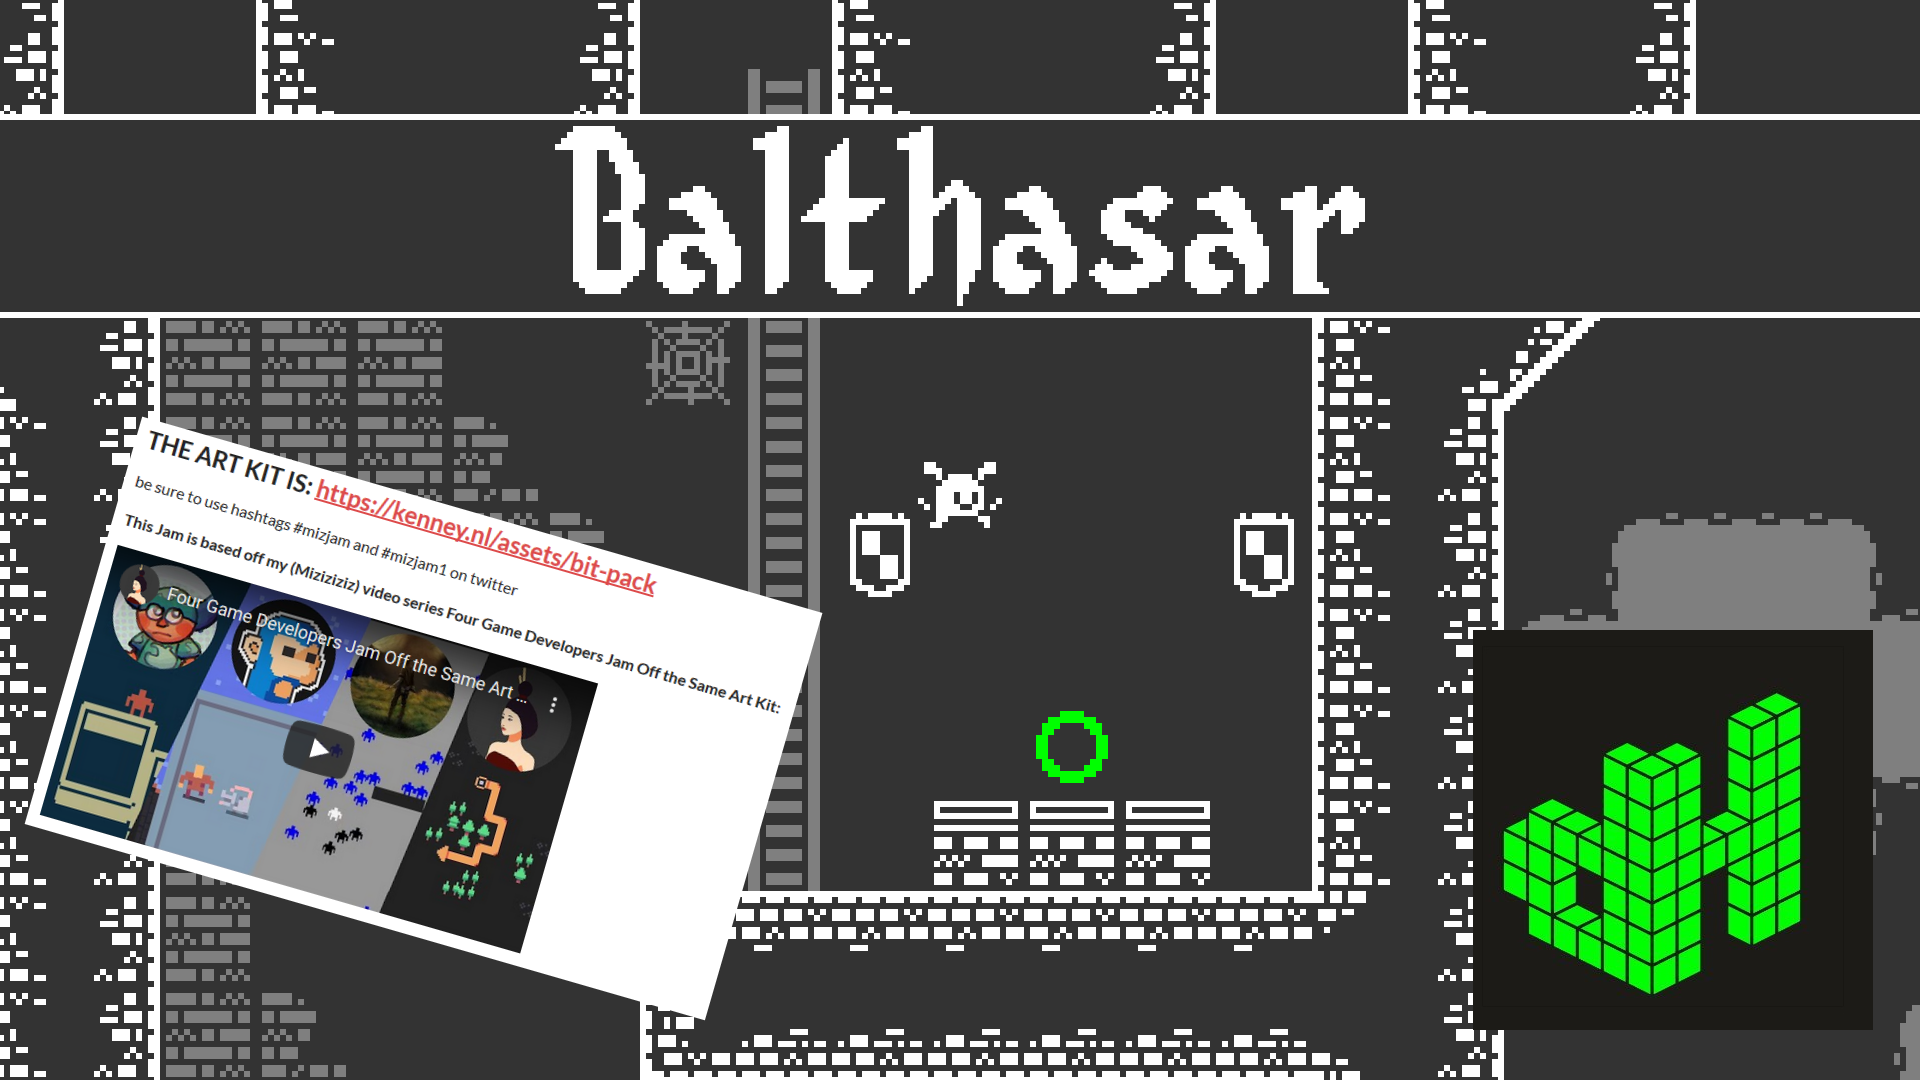 Balthasar
THE ART KIT IS: https://kenney.nl/assets/bit-pack
be sure to use hashtags #mizjam and #mizjam1 on twitter
This Jam is based off my (Miziziziz) video series Four Game Developers Jam Off the Same Art Kit:
Four Game Developers Jam Off the Same Art ...